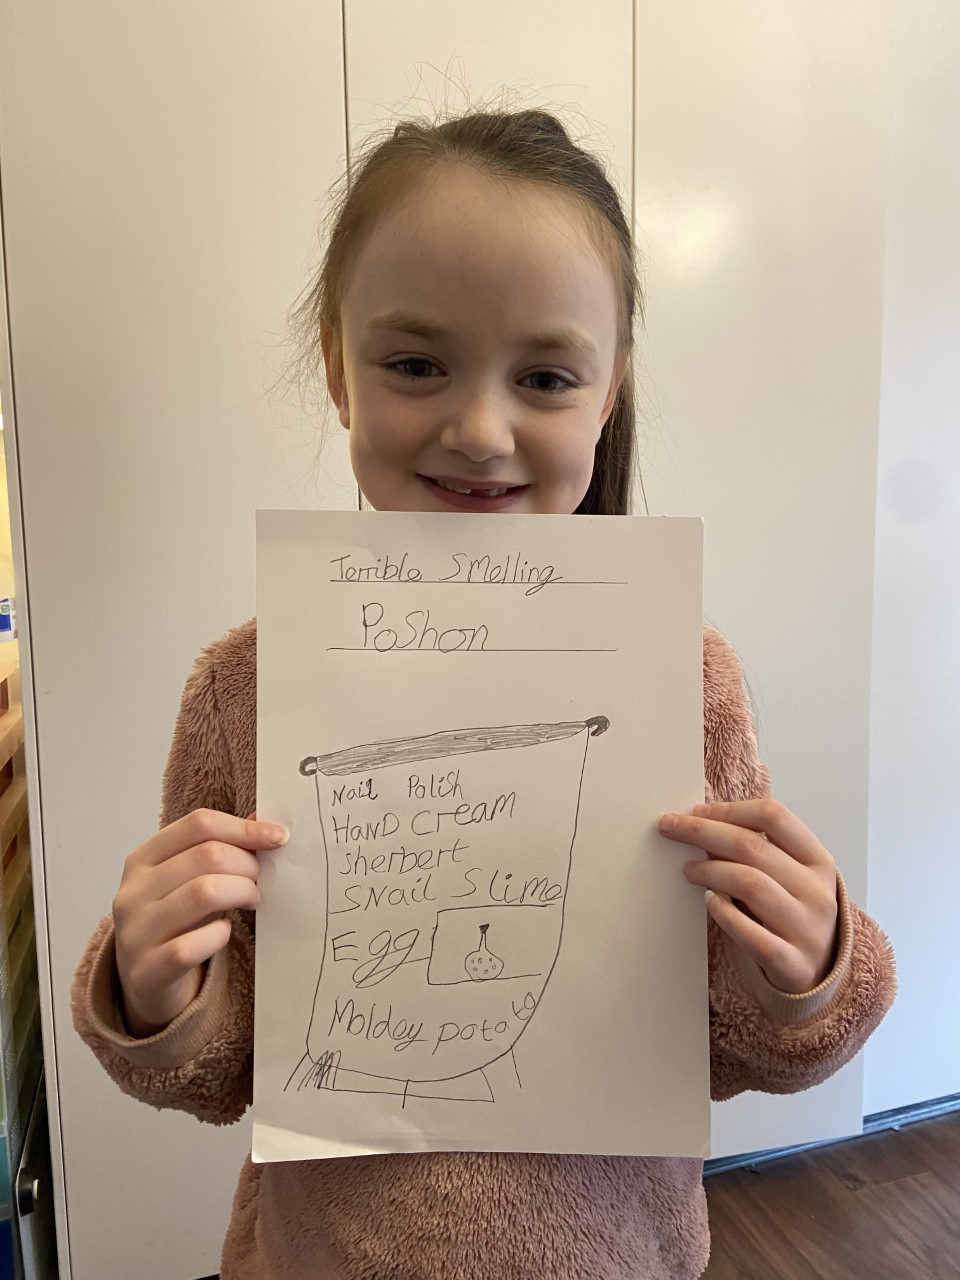 Terrible Smelling
Poshon
Nail Polish
HanD cream
sherbert
SNail Slime
Egg
Moldey potato